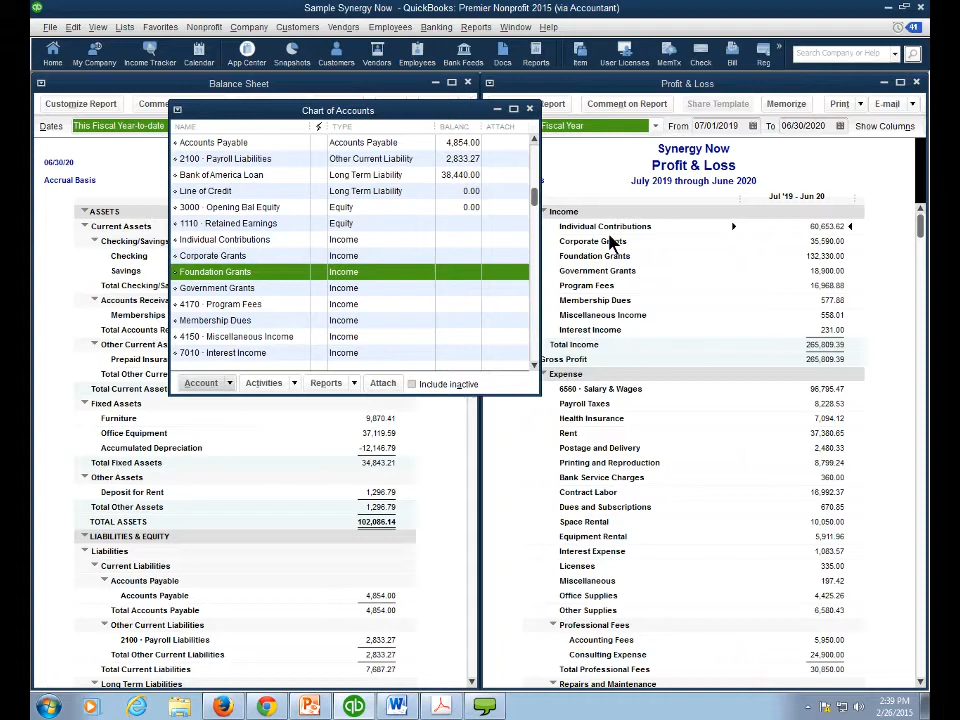 Sample Synergy Now - QuickBooks: Premier Nonprofit 2015 (via Accountant)
File Edit View Lists Favorites Nonprofit Company Customers Vendors Employees Banking Reports Window Help 41
Home My Company Income Tracker Calendar App Center Snapshots Customers Vendors Employees Bank Feeds Docs Reports Item User Licenses MemTx Check Bill Reg Search Company or Help
Balance Sheet
Customize Report
Dates This Fiscal Year-to-date
06/30/20
Accrual Basis
ASSETS
Current Assets
Checking/Savings
Checking
Savings
Memberships
Furniture 9,870.41
Fixed Assets
Office Equipment 37,119.59
Accumulated Depreciation -12,146.79
Total Fixed Assets 34,843.21
Other Assets
Deposit for Rent 1,296.79
Total Other Assets 1,296.79
TOTAL ASSETS 102,086.14
LIABILITIES & EQUITY
Liabilities
Current Liabilities
Accounts Payable
Accounts Payable 4,854.00
Total Accounts Payable 4,854.00
Other Current Liabilities
2100 · Payroll Liabilities 2,833.27
Total Other Current Liabilities 2,833.27
Total Current Liabilities 7,687.27
Long Term Liabilities
Chart of Accounts
NAME TYPE BALANC. ATTACH
Accounts Payable Accounts Payable 4,854.00
2100 · Payroll Liabilities Other Current Liability 2,833.27
Bank of America Loan Long Term Liability 38,440.00
Line of Credit Long Term Liability 0.00
3000 · Opening Bal Equity Equity 0.00
1110 · Retained Earnings Equity
Individual Contributions Income
Corporate Grants Income
Foundation Grants Income
Government Grants Income
4170 · Program Fees Income
Membership Dues Income
4150 · Miscellaneous Income Income
7010 · Interest Income Income
Account Activities Reports Attach Include inactive
Profit & Loss
Comment on Report Share Template Memorize Print E-mail
Fiscal Year From 07/01/2019 To 06/30/2020 Show Columns
Synergy Now
Profit & Loss
July 2019 through June 2020
Jul '19 - Jun 20
Income
Individual Contributions 60,653.62
Corporate Grants 35,590.00
Foundation Grants 132,330.00
Government Grants 18,900.00
Program Fees 16,968.88
Membership Dues 577.88
Miscellaneous Income 558.01
Interest Income 231.00
Total Income 265,809.39
Gross Profit 265,809.39
Expense
6560 · Salary & Wages 96,795.47
Payroll Taxes 8,228.53
Health Insurance 7,094.12
Rent 37,380.65
Postage and Delivery 2,480.33
Printing and Reproduction 8,799.24
Bank Service Charges 360.00
Contract Labor 16,992.37
Dues and Subscriptions 670.85
Space Rental 10,050.00
Equipment Rental 5,911.96
Interest Expense 1,083.57
Licenses 335.00
Miscellaneous 197.42
Office Supplies 4,425.26
Other Supplies 6,580.43
Professional Fees
Accounting Fees 5,950.00
Consulting Expense 24,900.00
Total Professional Fees 30,850.00
Repairs and Maintenance
2:39 PM
2/26/2015